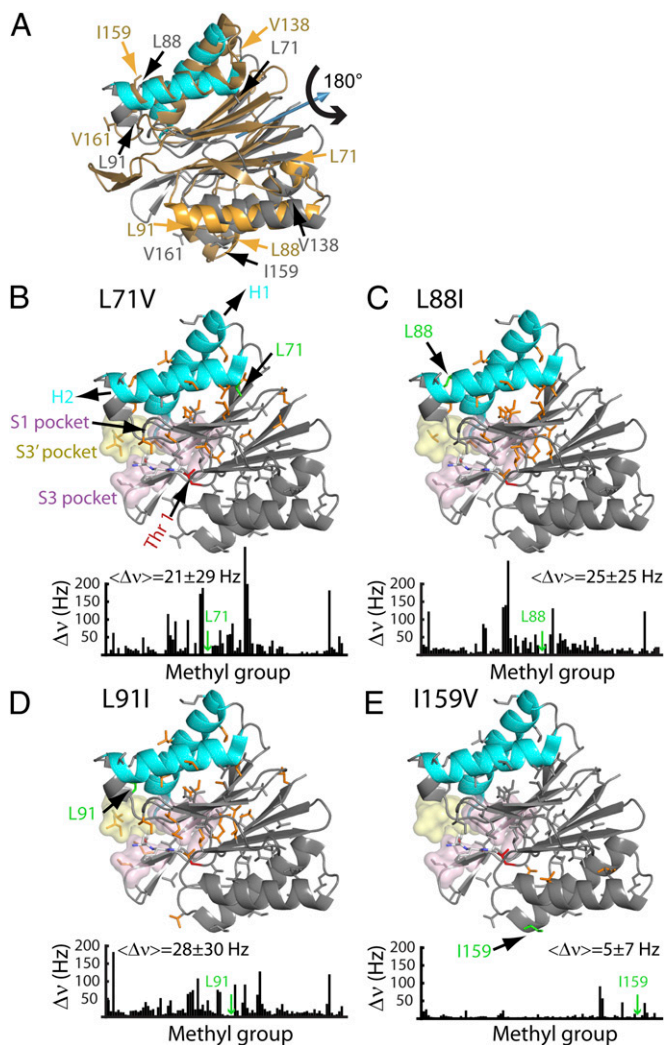 A
I159
L88
V138
L71
180°
V161
L91
L71
L91
V161
L88
V138
I159
B
L71V
H1
L71
H2
S1 pocket
S3' pocket
S3 pocket
Thr 1
<Δν>=21±29 Hz
Δν (Hz)
200
150
100
50
L71
Methyl group
C
L88I
L88
<Δν>=25±25 Hz
Δν (Hz)
200
150
100
50
L88
Methyl group
D
L91I
L91
<Δν>=28±30 Hz
Δν (Hz)
200
150
100
50
L91
Methyl group
E
I159V
I159
<Δν>=5±7 Hz
Δν (Hz)
200
150
100
50
I159
Methyl group